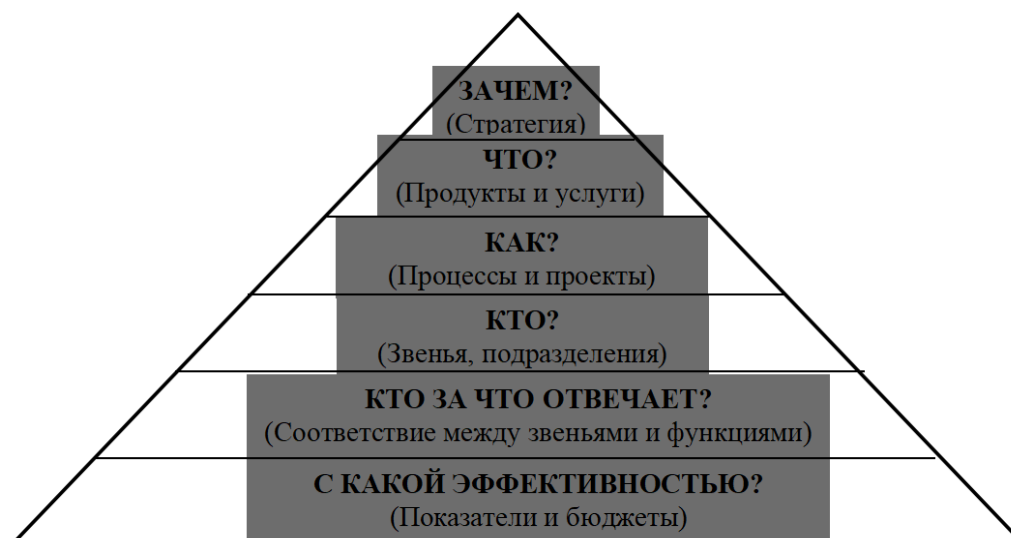 ЗАЧЕМ?
(Стратегия)
ЧТО?
(Продукты и услуги)
КАК?
(Процессы и проекты)
КТО?
(Звенья, подразделения)
КТО ЗА ЧТО ОТВЕЧАЕТ?
(Соответствие между звеньями и функциями)
С КАКОЙ ЭФФЕКТИВНОСТЬЮ?
(Показатели и бюджеты)